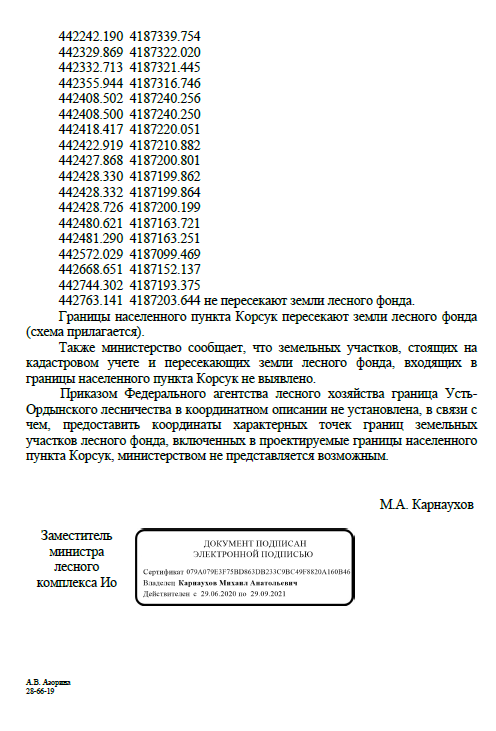 442242.190 4187339.754
442329.869 4187322.020
442332.713 4187321.445
442355.944 4187316.746
442408.502 4187240.256
442408.500 4187240.250
442418.417 4187220.051
442422.919 4187210.882
442427.868 4187200.801
442428.330 4187199.862
442428.332 4187199.864
442428.726 4187200.199
442480.621 4187163.721
442481.290 4187163.251
442572.029 4187099.469
442668.651 4187152.137
442744.302 4187193.375
442763.141 4187203.644 не пересекают земли лесного фонда.
Границы населенного пункта Корсук пересекают земли лесного фонда
(схема прилагается).
Также министерство сообщает, что земельных участков, стоящих на
кадастровом учете и пересекающих земли лесного фонда, входящих в
границы населенного пункта Корсук не выявлено.
Приказом Федерального агентства лесного хозяйства граница Усть-
Ордынского лесничества в координатном описании не установлена, в связи с
чем, предоставить координаты характерных точек границ земельных
участков лесного фонда, включенных в проектируемые границы населенного
пункта Корсук, министерством не представляется возможным.
М.А. Карнаухов
Заместитель
министра
лесного
комплекса Ио
ДОКУМЕНТ ПОДПИСАН
ЭЛЕКТРОННОЙ ПОДПИСЬЮ
Сертификат 079A079E3F75BD863DB233C9BC49F8820A160B46
Владелец Карнаухов Михаил Анатольевич
Действителен с 29.06.2020 по 29.09.2021
А.В. Азорина
28-66-19